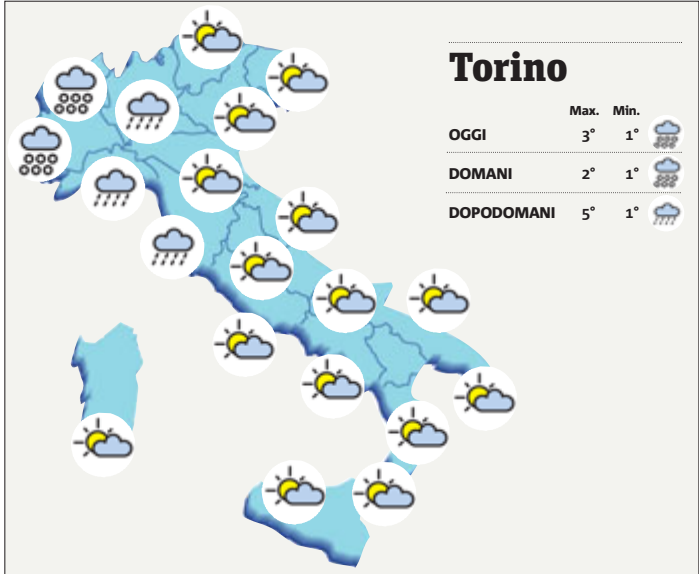 Torino
Max. Min.
OGGI 3° 1°
DOMANI 2° 1°
DOPODOMANI 5° 1°